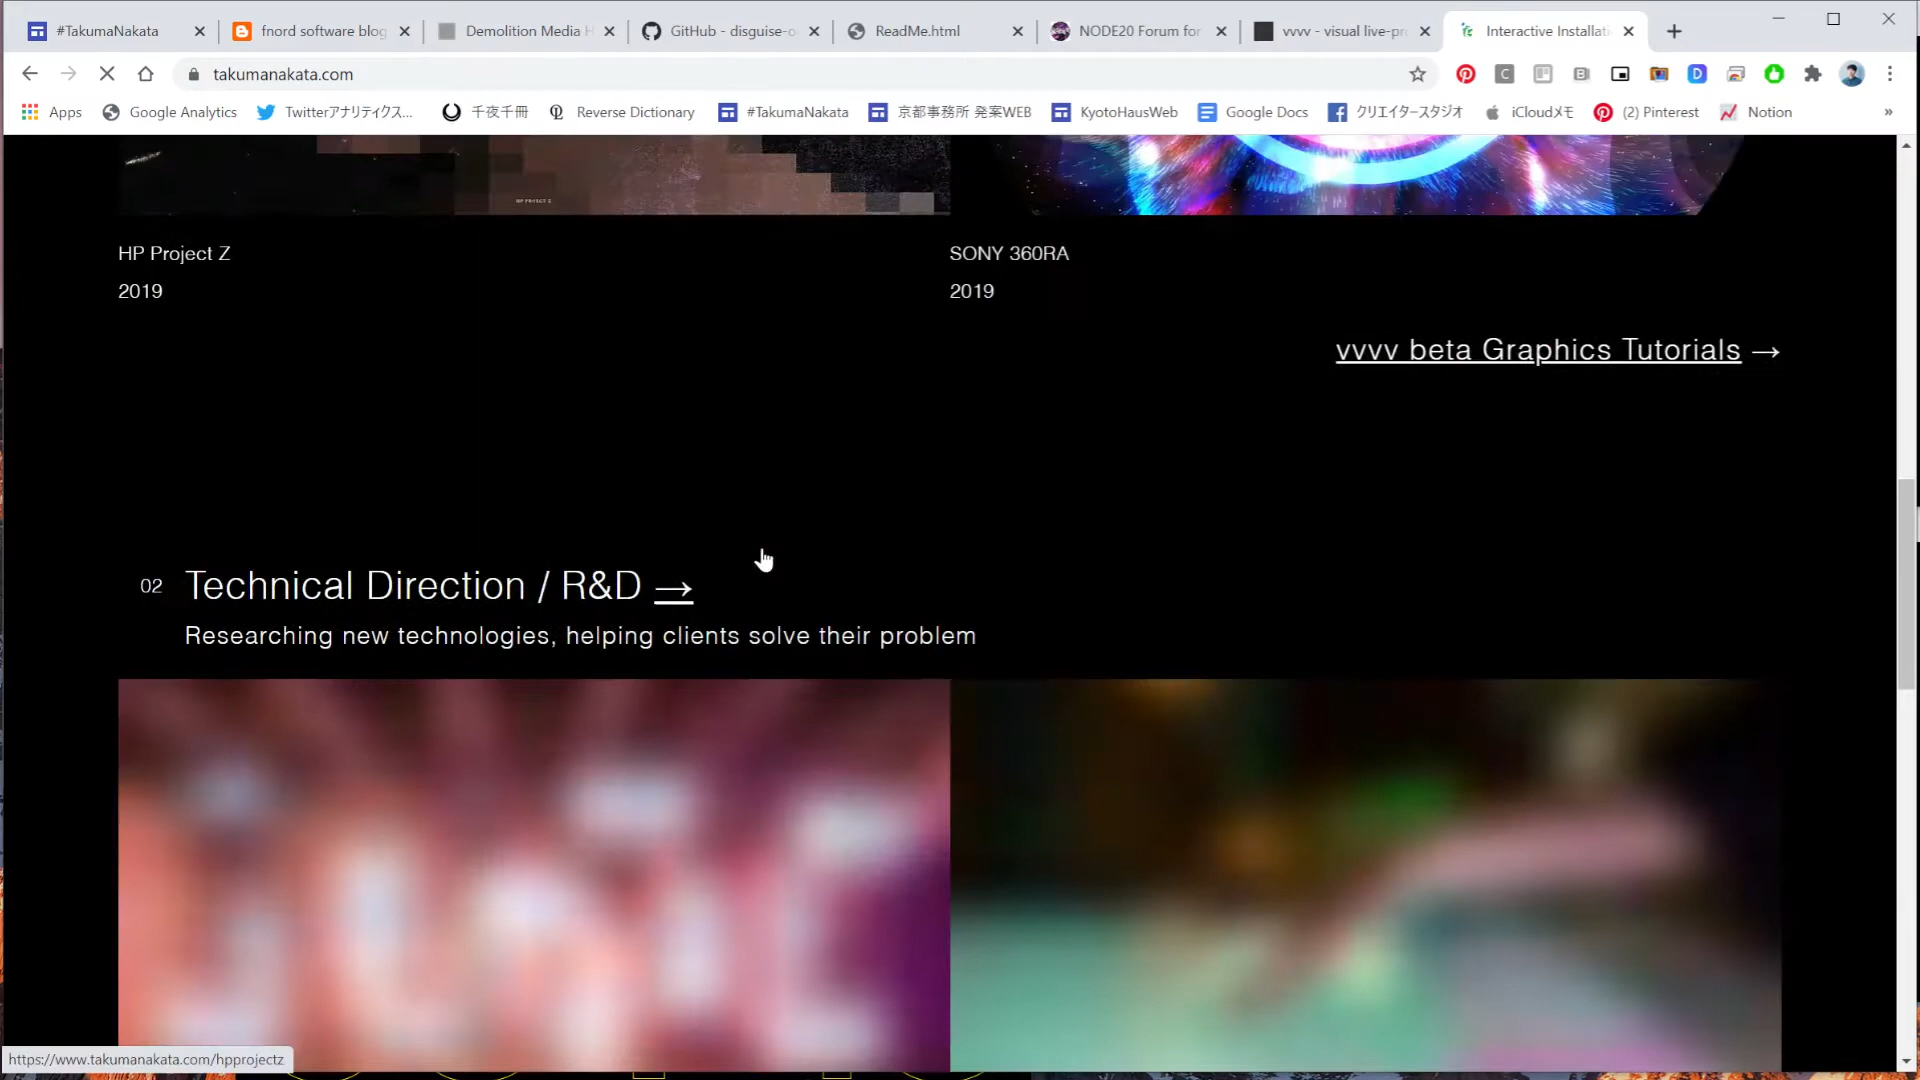 #TakumaNakata
fnord software blog
Demolition Media H
GitHub - disguise-o
ReadMe.html
NODE20 Forum for
vvvv - visual live-pro
Interactive Installati
takumanakata.com
Apps
Google Analytics
Twitterアナリティクス...
千夜千冊
Reverse Dictionary
#TakumaNakata
京都事務所 発案WEB
KyotoHausWeb
Google Docs
クリエイタースタジオ
iCloudメモ
(2) Pinterest
Notion
»
HP PROJECT Z
HP Project Z
2019
SONY 360RA
2019
vvvv beta Graphics Tutorials →
02 Technical Direction / R&D →
Researching new technologies, helping clients solve their problem
https://www.takumanakata.com/hpprojectz